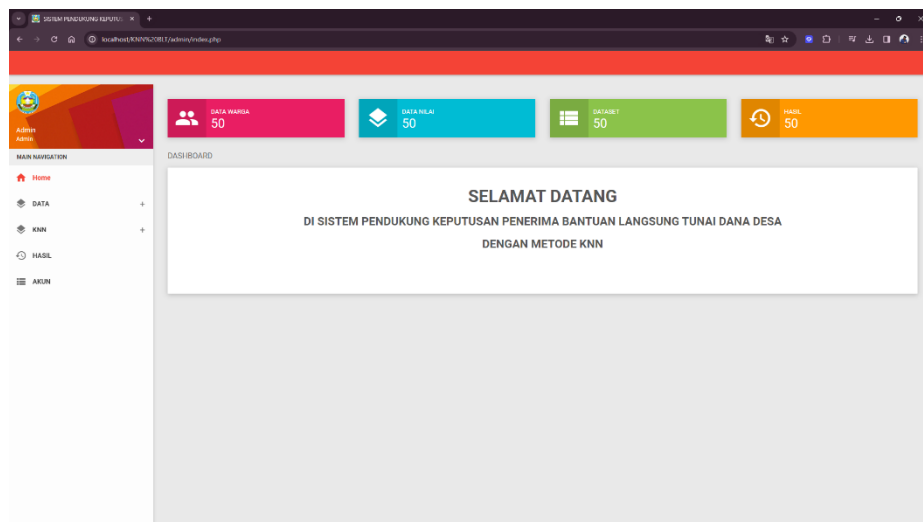 SISTEM PENDUKUNG KEPUTUS
localhost/KNN%20BLT/admin/index.php
Admin
Admin
MAIN NAVIGATION
Home
DATA
KNN
HASIL
AKUN
DATA WARGA
50
DATA NILAI
50
DATASET
50
HASIL
50
DASHBOARD
SELAMAT DATANG
DI SISTEM PENDUKUNG KEPUTUSAN PENERIMA BANTUAN LANGSUNG TUNAI DANA DESA
DENGAN METODE KNN